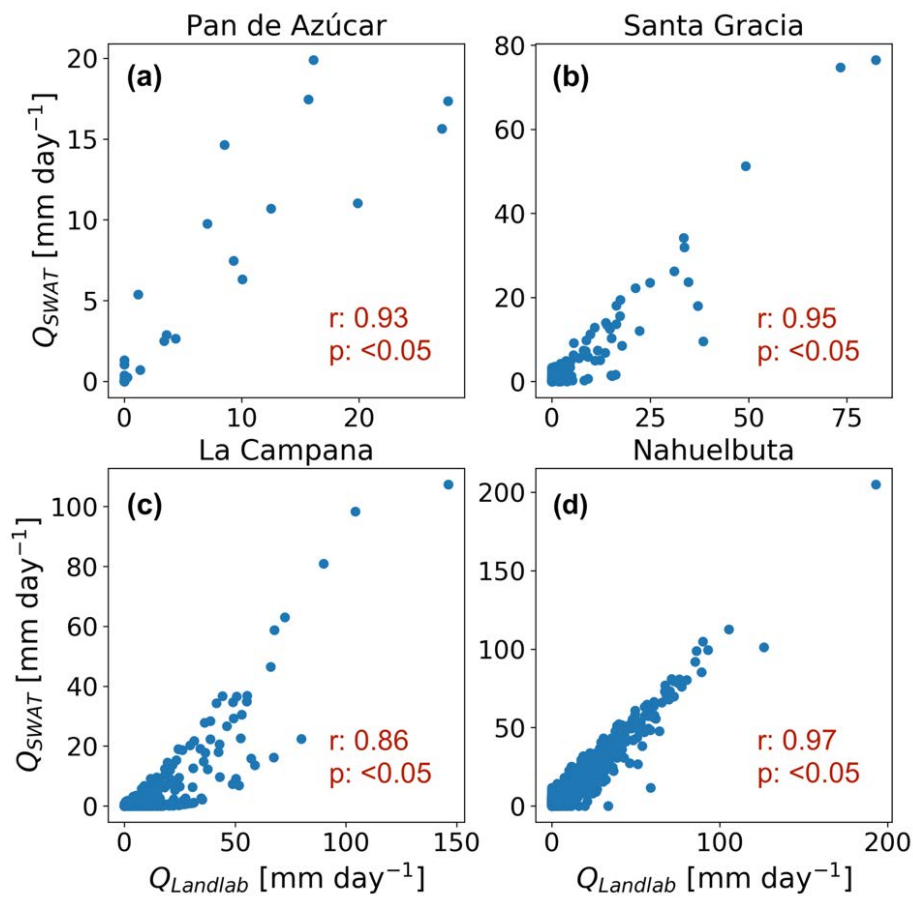 Pan de Azúcar
(a)
20
15
10
5
0
0
10
20
Q_SWAT [mm day⁻¹]
r: 0.93
p: <0.05
Santa Gracia
(b)
80
60
40
20
0
0
25
50
75
r: 0.95
p: <0.05
La Campana
(c)
100
80
60
40
20
0
0
50
100
150
Q_SWAT [mm day⁻¹]
Q_Landlab [mm day⁻¹]
r: 0.86
p: <0.05
Nahuelbuta
(d)
200
150
100
50
0
0
100
200
Q_Landlab [mm day⁻¹]
r: 0.97
p: <0.05